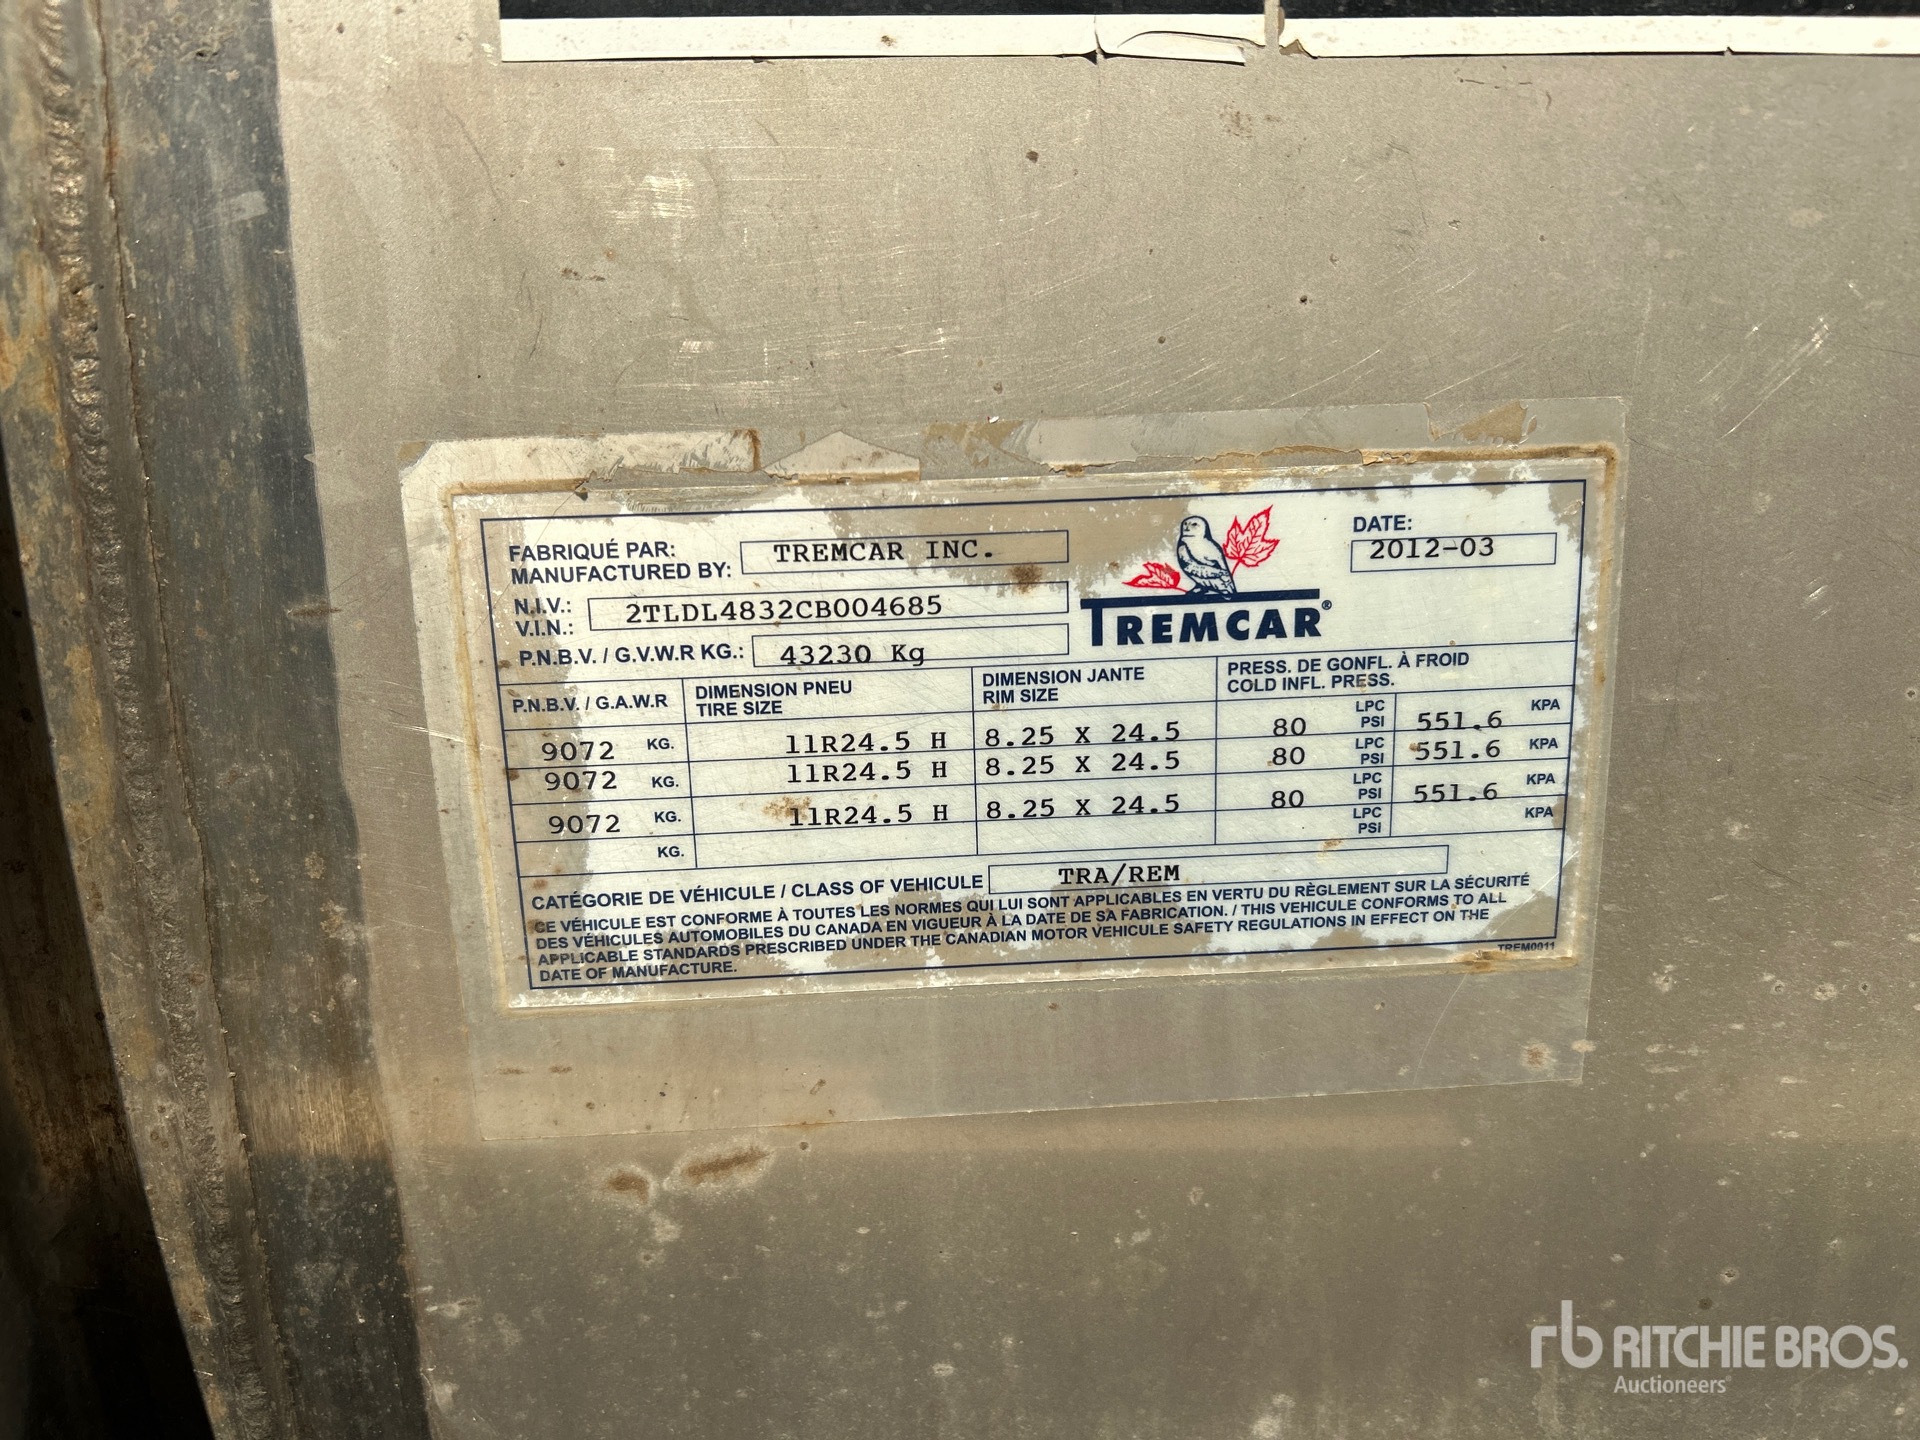 FABRIQUÉ PAR:
MANUFACTURED BY: TREMCAR INC.
N.I.V.:
V.I.N.: 2TLDL4832CB004685
P.N.B.V. / G.V.W.R KG.: 43230 Kg
TREMCAR®
DATE:
2012-03
P.N.B.V. / G.A.W.R
DIMENSION PNEU
TIRE SIZE
DIMENSION JANTE
RIM SIZE
PRESS. DE GONFL. À FROID
COLD INFL. PRESS.
9072 KG. 11R24.5 H 8.25 X 24.5 80 LPC PSI 551.6 KPA
9072 KG. 11R24.5 H 8.25 X 24.5 80 LPC PSI 551.6 KPA
9072 KG. 11R24.5 H 8.25 X 24.5 80 LPC PSI 551.6 KPA
KG. LPC PSI KPA
CATÉGORIE DE VÉHICULE / CLASS OF VEHICULE TRA/REM
CE VÉHICULE EST CONFORME À TOUTES LES NORMES QUI LUI SONT APPLICABLES EN VERTU DU RÈGLEMENT SUR LA SÉCURITÉ
DES VÉHICULES AUTOMOBILES DU CANADA EN VIGUEUR À LA DATE DE SA FABRICATION. / THIS VEHICULE CONFORMS TO ALL
APPLICABLE STANDARDS PRESCRIBED UNDER THE CANADIAN MOTOR VEHICULE SAFETY REGULATIONS IN EFFECT ON THE
DATE OF MANUFACTURE.
TREM0011
rb RITCHIE BROS.
Auctioneers